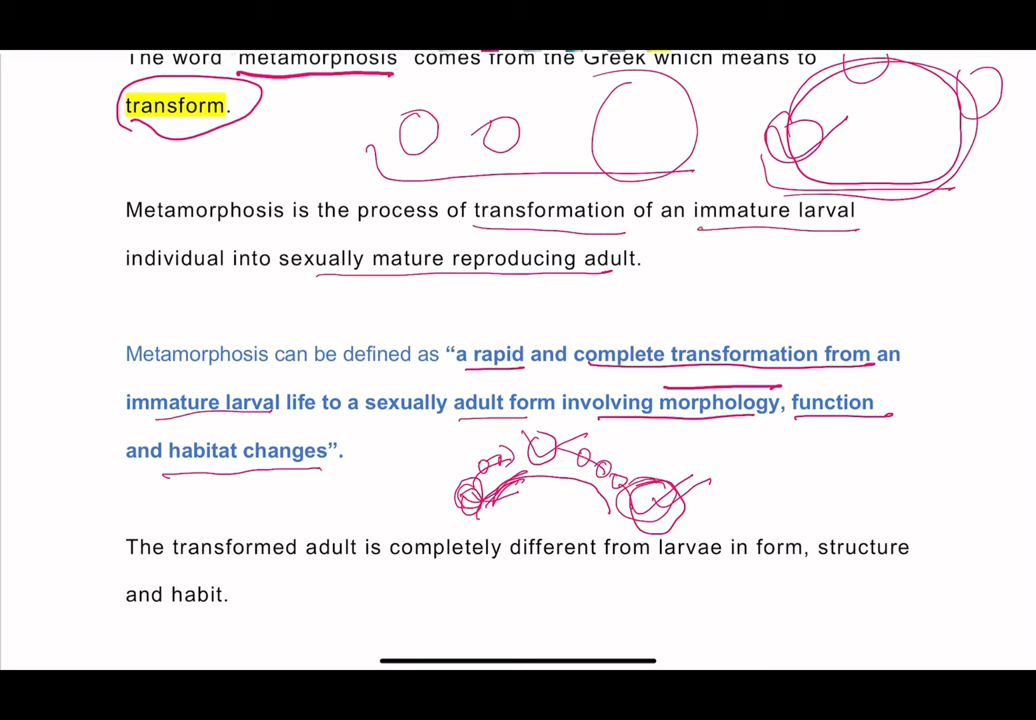 The word "metamorphosis" comes from the Greek which means to
transform.
Metamorphosis is the process of transformation of an immature larval
individual into sexually mature reproducing adult.
Metamorphosis can be defined as “a rapid and complete transformation from an
immature larval life to a sexually adult form involving morphology, function
and habitat changes”.
The transformed adult is completely different from larvae in form, structure
and habit.